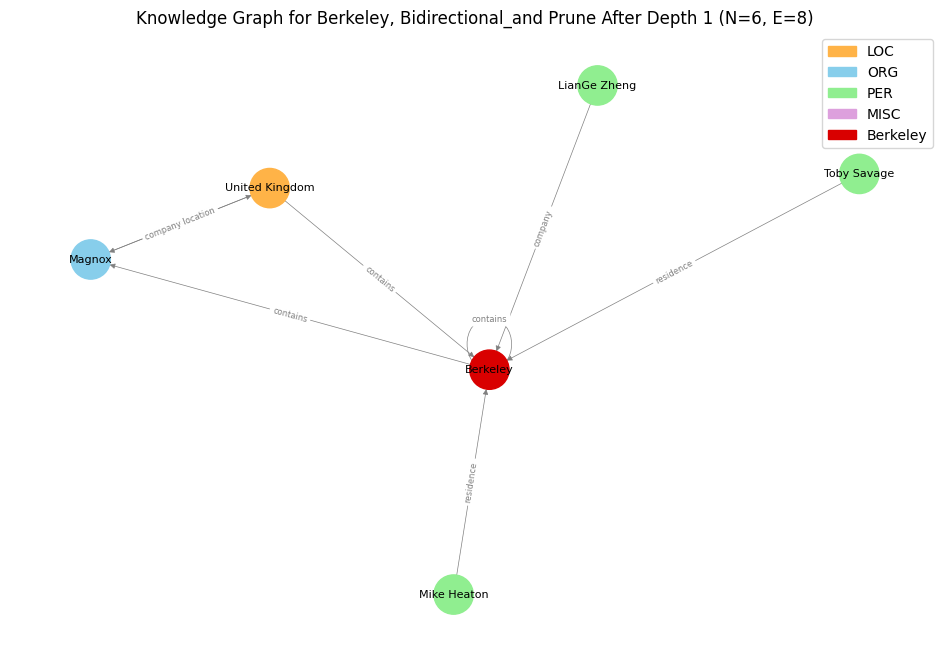 Knowledge Graph for Berkeley, Bidirectional_and Prune After Depth 1 (N=6, E=8)
LOC
ORG
PER
MISC
Berkeley
LianGe Zheng
Toby Savage
United Kingdom
company location
company
Magnox
contains
residence
contains
contains
Berkeley
residence
Mike Heaton